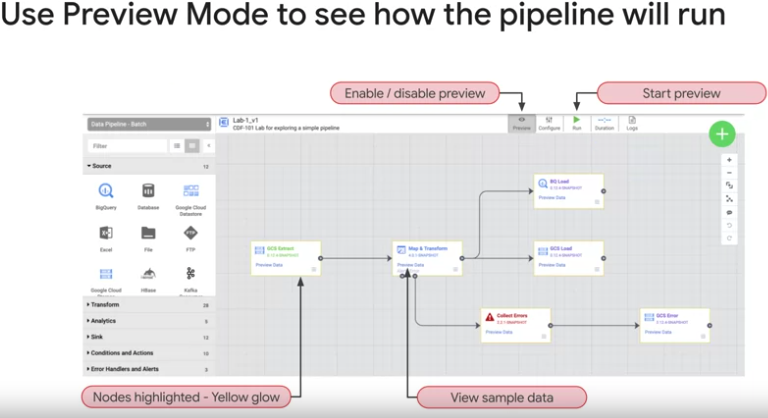 Use Preview Mode to see how the pipeline will run
Enable / disable preview
Start preview
Data Pipeline - Batch
Lab-1_v1
CDF-101 Lab for exploring a simple pipeline
Preview
Configure
Run
Duration
Logs
Filter
Source
12
BigQuery
Database
Google Cloud
Datastore
Excel
File
FTP
Google Cloud
HBase
Kafka
Transform
28
Analytics
5
Sink
Conditions and Actions
Error Handlers and Alerts
3
GCS Extract
Preview Data
Map & Transform
Preview Data
BQ Load
Preview Data
GCS Load
Preview Data
Collect Errors
Preview Data
GCS Error
Preview Data
Nodes highlighted - Yellow glow
View sample data